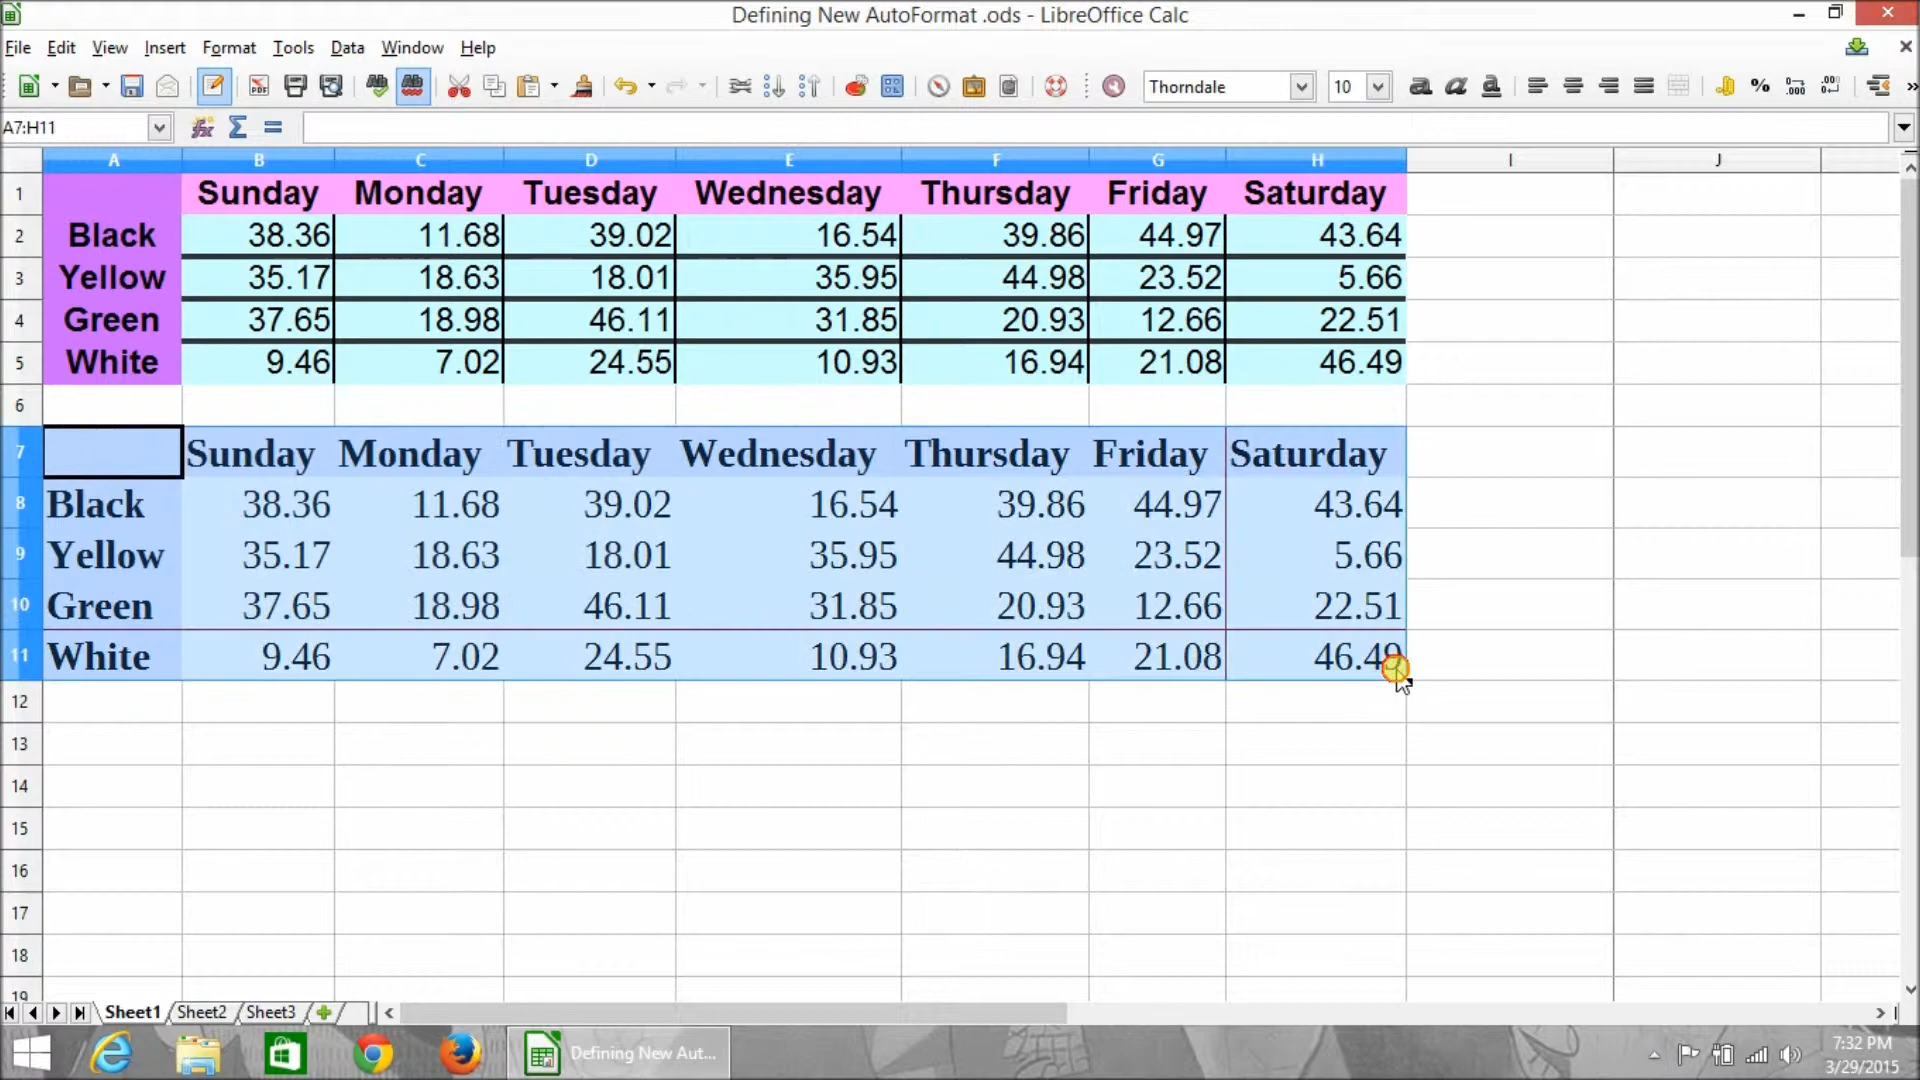 Defining New AutoFormat .ods - LibreOffice Calc
File Edit View Insert Format Tools Data Window Help
Thorndale 10
A7:H11
A B C D E F G H I J
1 Sunday Monday Tuesday Wednesday Thursday Friday Saturday
2 Black 38.36 11.68 39.02 16.54 39.86 44.97 43.64
3 Yellow 35.17 18.63 18.01 35.95 44.98 23.52 5.66
4 Green 37.65 18.98 46.11 31.85 20.93 12.66 22.51
5 White 9.46 7.02 24.55 10.93 16.94 21.08 46.49
6
7 Sunday Monday Tuesday Wednesday Thursday Friday Saturday
8 Black 38.36 11.68 39.02 16.54 39.86 44.97 43.64
9 Yellow 35.17 18.63 18.01 35.95 44.98 23.52 5.66
10 Green 37.65 18.98 46.11 31.85 20.93 12.66 22.51
11 White 9.46 7.02 24.55 10.93 16.94 21.08 46.49
12
13
14
15
16
17
18
19
Sheet1 Sheet2 Sheet3
Defining New Aut...
7:32 PM
3/29/2015